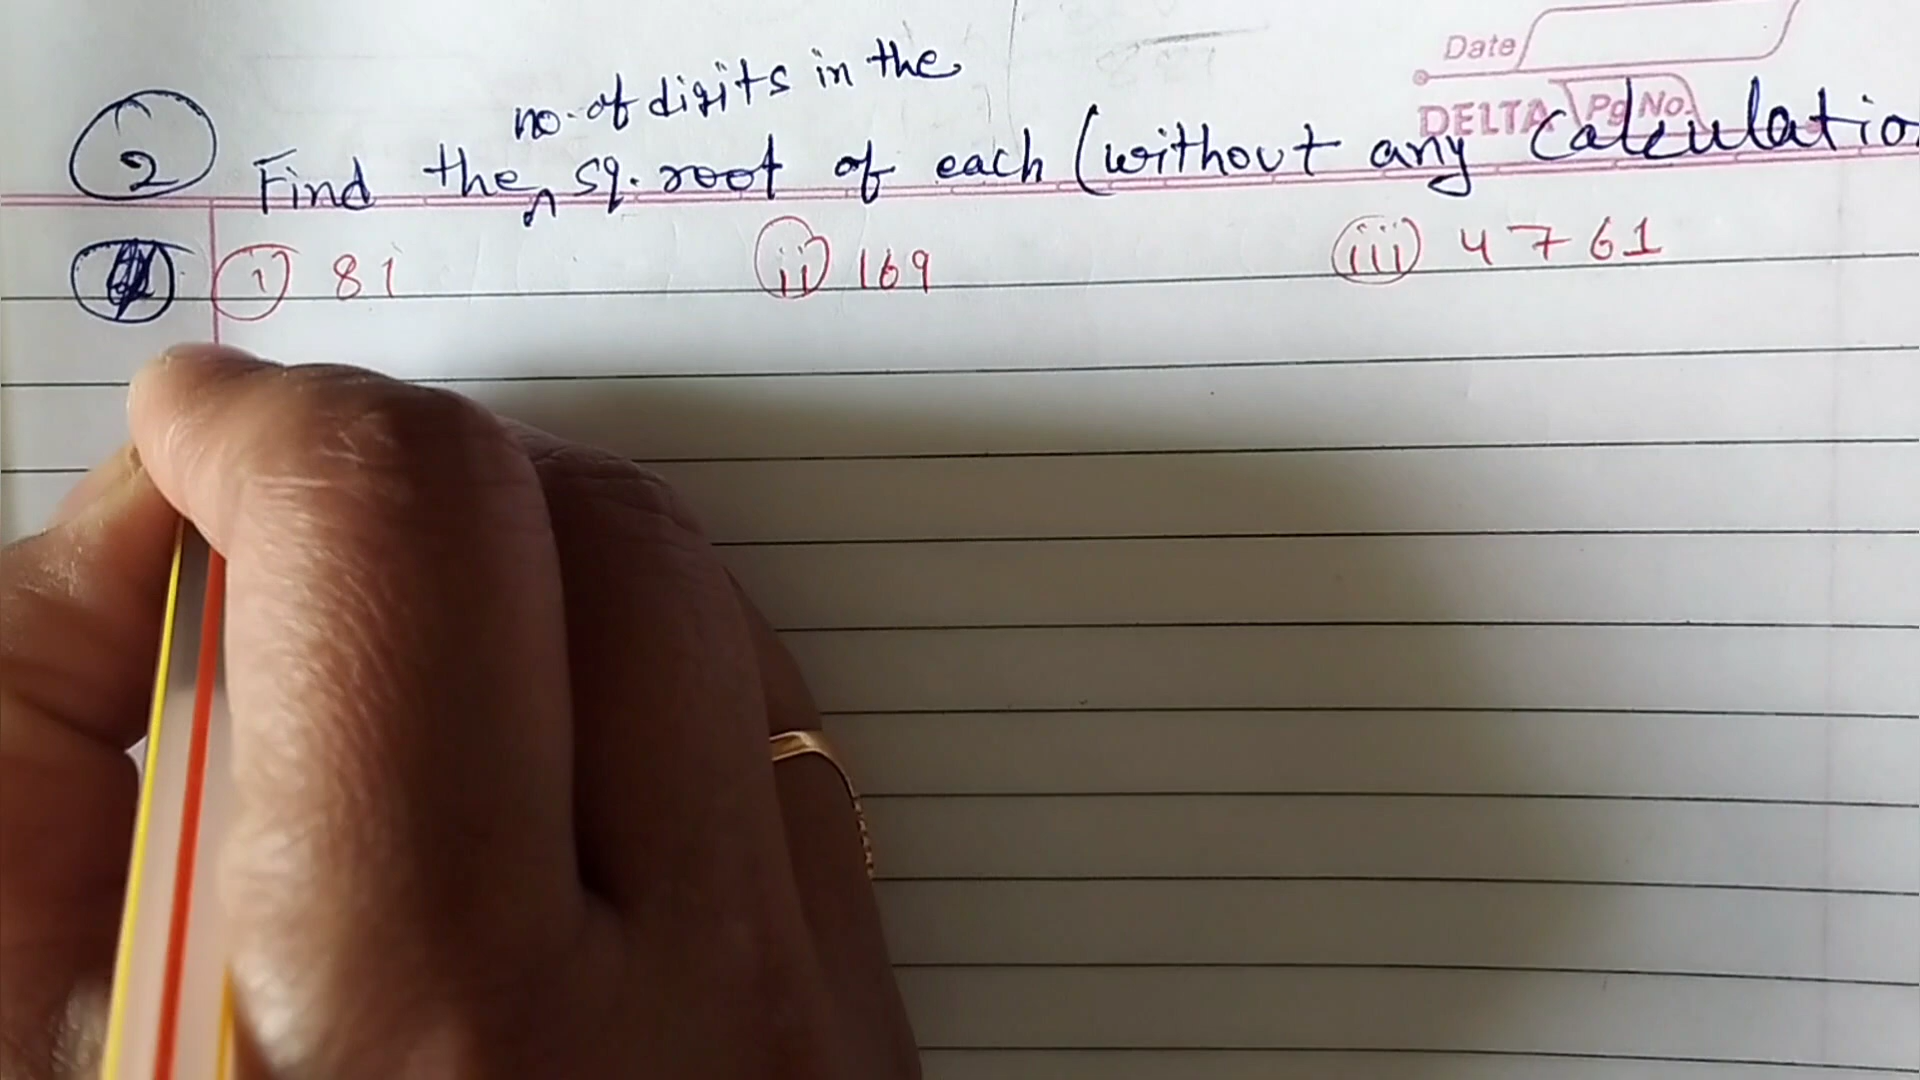 Date
DELTA Pg No.
no. of digits in the
2 Find the ^ sq. root of each (without any calculatio
i) 81 ii) 169 iii) 4761